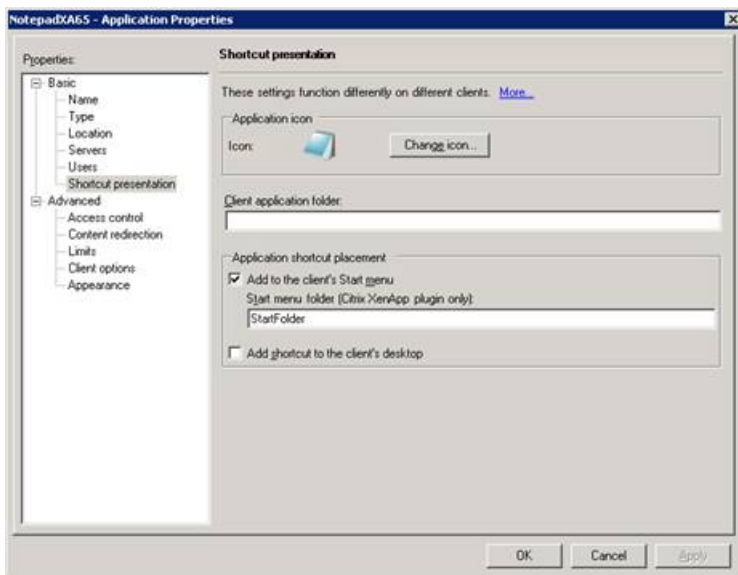 NotepadXA65 - Application Properties
Properties:
Basic
Name
Type
Location
Servers
Users
Shortcut presentation
Advanced
Access control
Content redirection
Limits
Client options
Appearance
Shortcut presentation
These settings function differently on different clients. More...
Application icon
Icon:
Change icon...
Client application folder:
Application shortcut placement
Add to the client's Start menu
Start menu folder (Citrix XenApp plugin only):
StartFolder
Add shortcut to the client's desktop
OK
Cancel
Apply